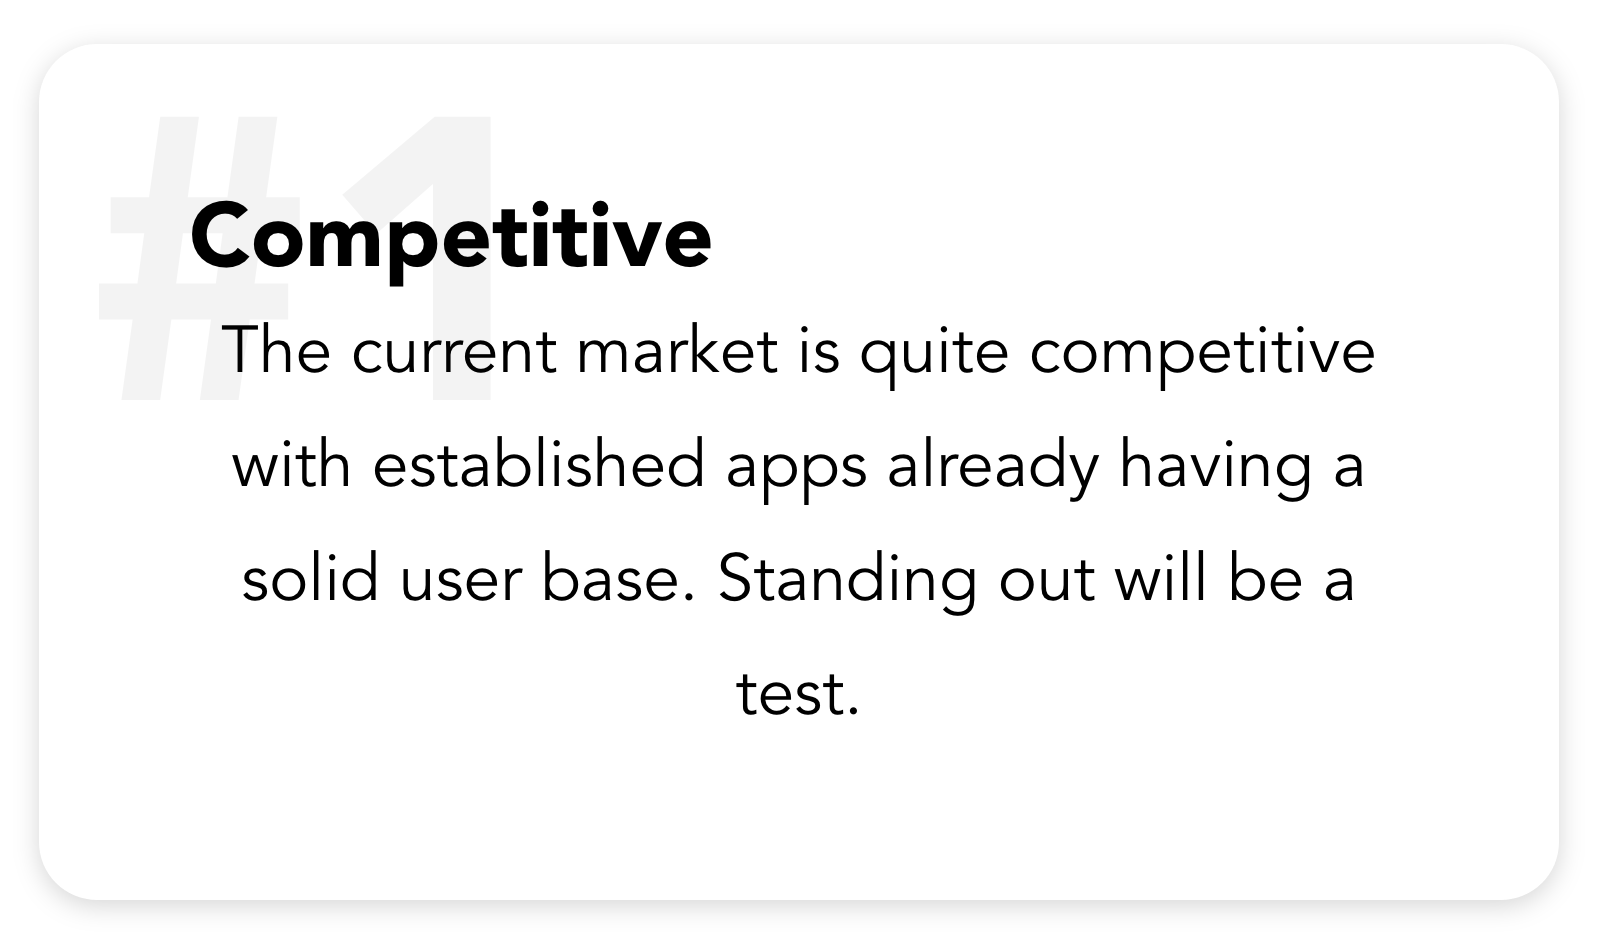 #1
Competitive
The current market is quite competitive
with established apps already having a
solid user base. Standing out will be a
test.